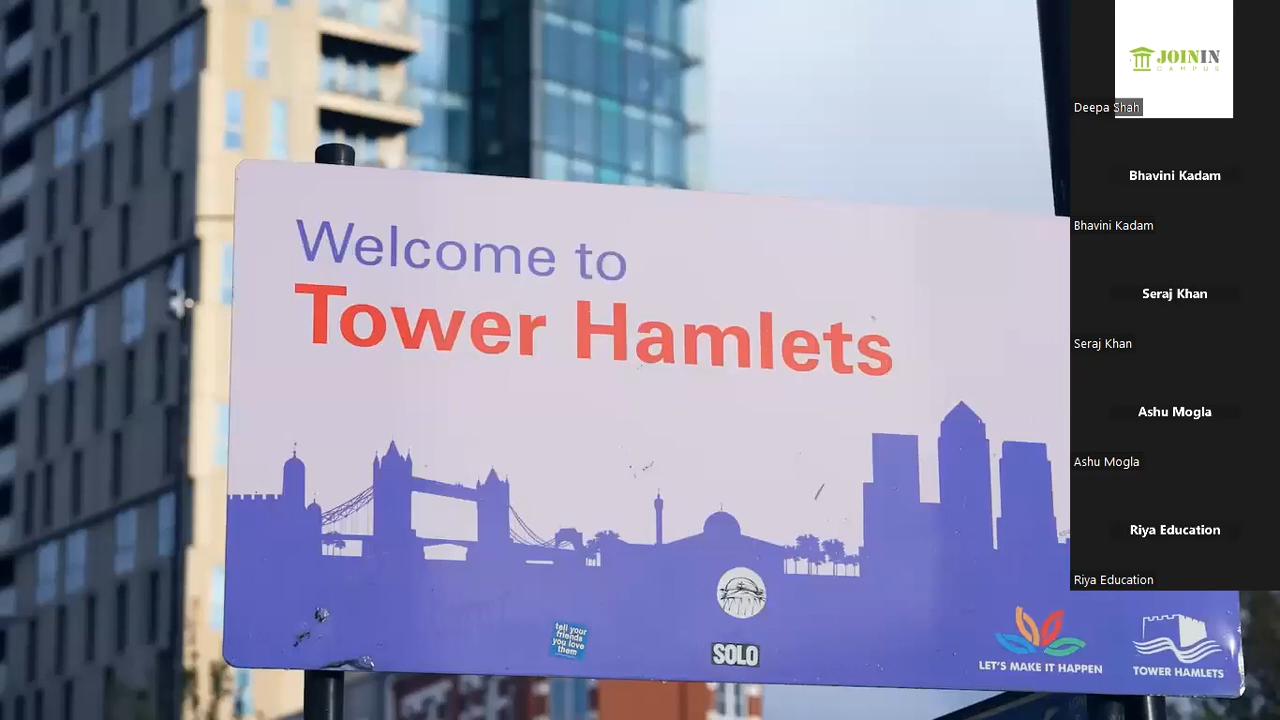 Welcome to
Tower Hamlets
tell your
friends
you love
them
SOLO
LET'S MAKE IT HAPPEN
TOWER HAMLETS
JOININ
CAMPUS
Deepa Shah
Bhavini Kadam
Bhavini Kadam
Seraj Khan
Seraj Khan
Ashu Mogla
Ashu Mogla
Riya Education
Riya Education